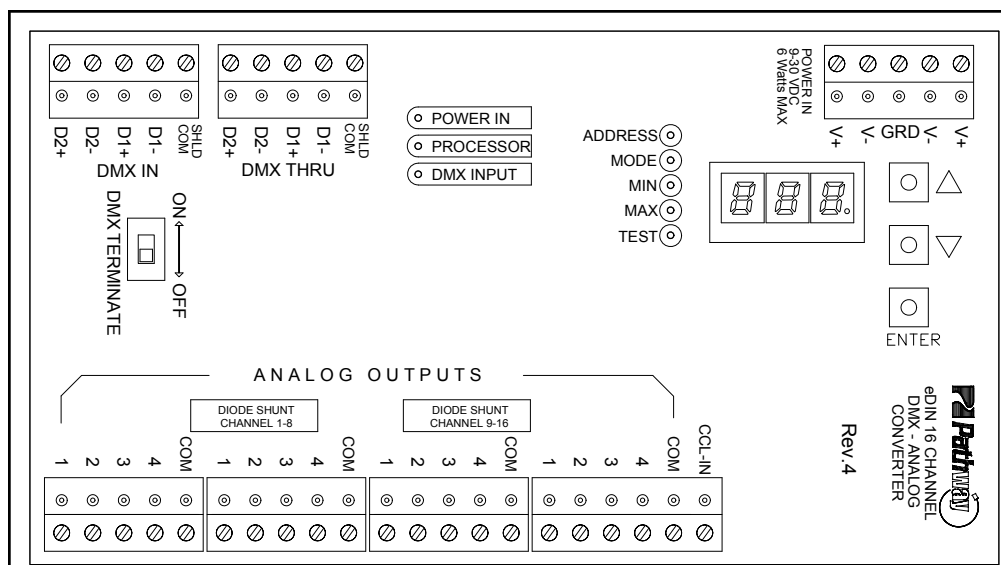 D2+
D2-
D1+
D1-
SHLD
COM
DMX IN
D2+
D2-
D1+
D1-
SHLD
COM
DMX THRU
POWER IN
PROCESSOR
DMX INPUT
ADDRESS
MODE
MIN
MAX
TEST
POWER IN
9-30 VDC
6 Watts MAX
V+
V-
GRD
V-
V+
ENTER
ON
OFF
DMX TERMINATE
ANALOG OUTPUTS
DIODE SHUNT
CHANNEL 1-8
DIODE SHUNT
CHANNEL 9-16
1
2
3
4
COM
1
2
3
4
COM
1
2
3
4
COM
1
2
3
4
COM
CCL-IN
Rev.4
Pathway
eDIN 16 CHANNEL
DMX - ANALOG
CONVERTER